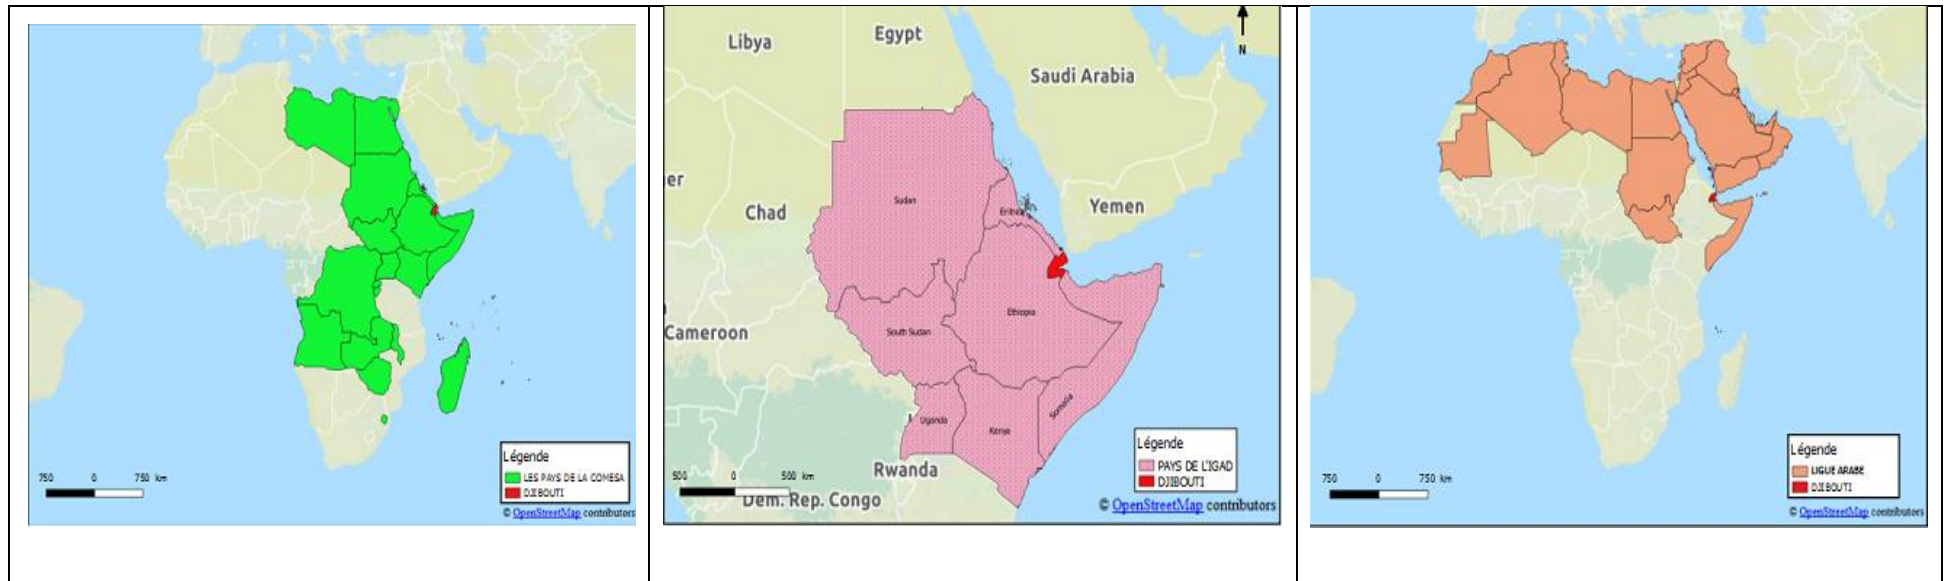 750 0 750 km
Légende
LES PAYS DE LA COMESA
DJIBOUTI
© OpenStreetMap contributors
Libya
Egypt
N
Saudi Arabia
er
Chad
Sudan
Eritrea
Yemen
Ethiopia
South Sudan
Cameroon
Uganda
Kenya
Somalia
Rwanda
Dem. Rep. Congo
500 0 500 km
Légende
PAYS DE L'IGAD
DJIBOUTI
© OpenStreetMap contributors
750 0 750 km
Légende
LIGUE ARABE
DJIBOUTI
© OpenStreetMap contributors